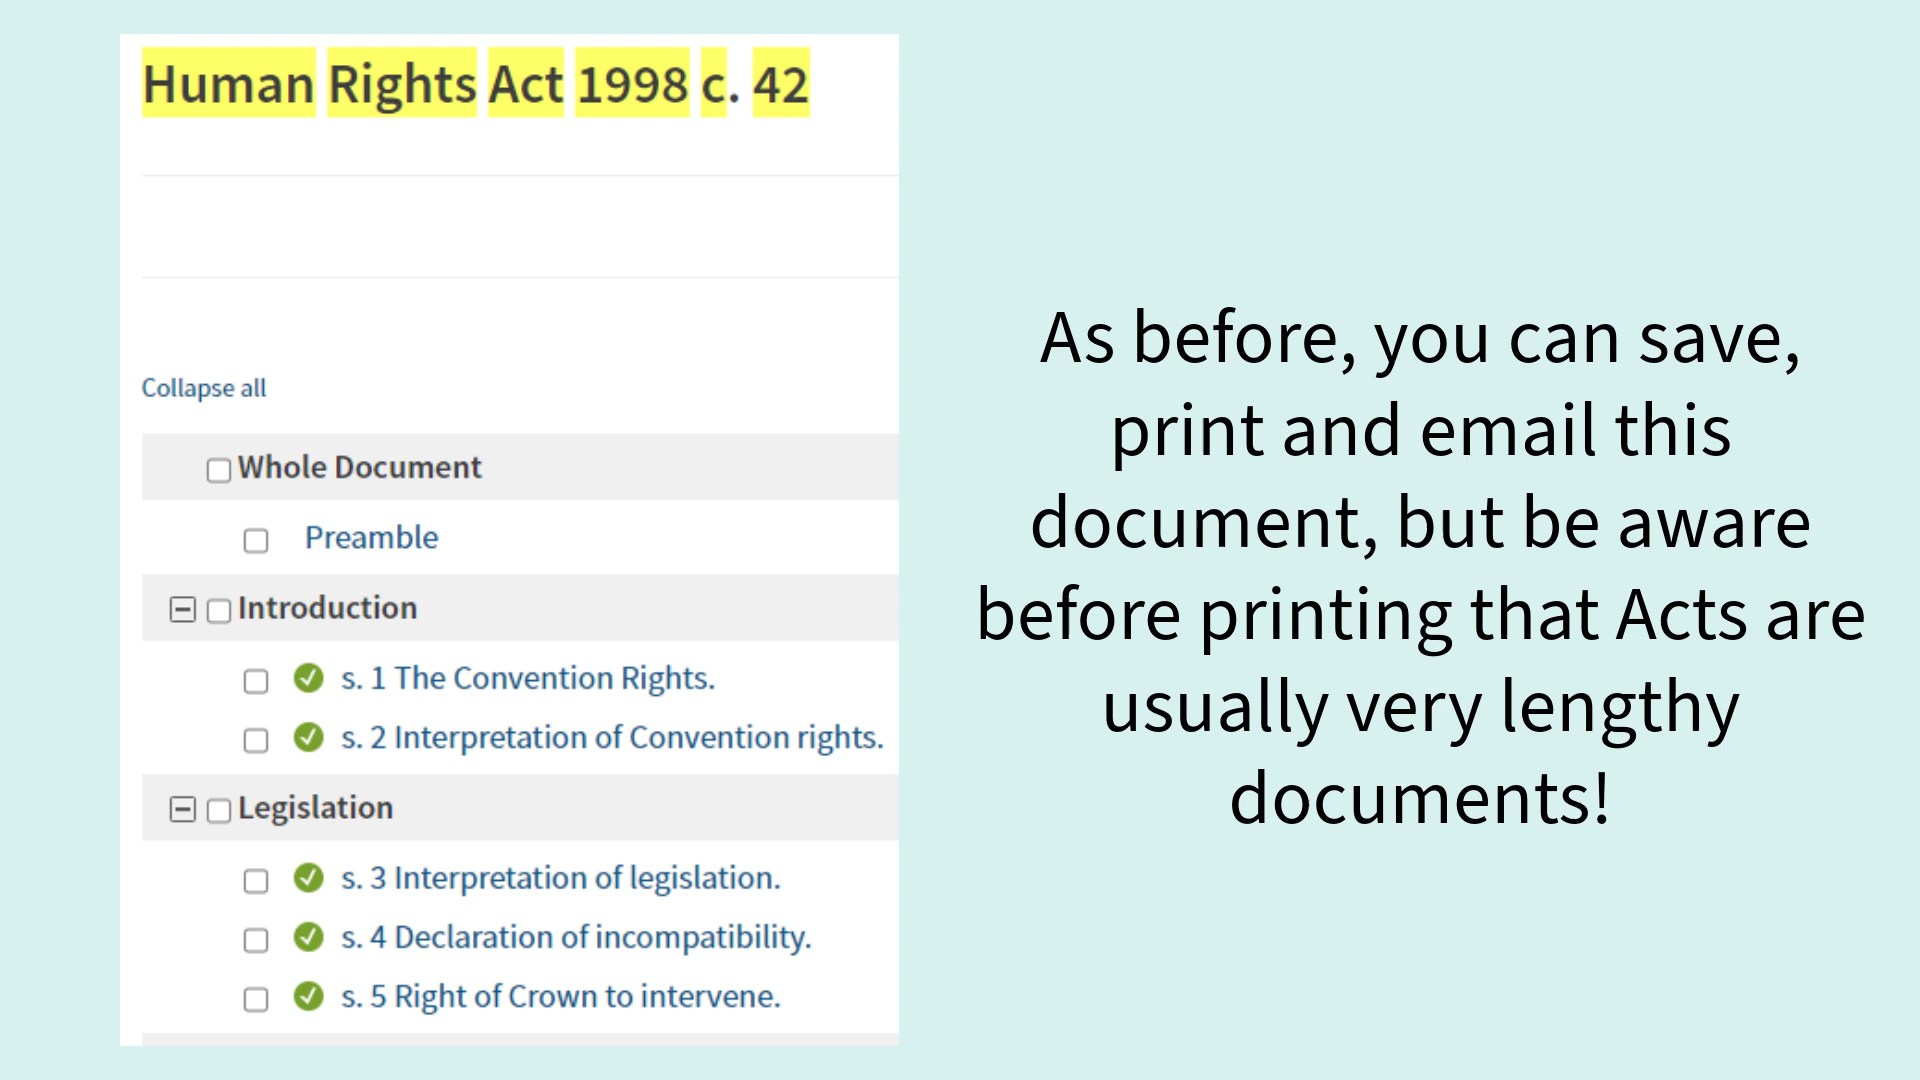 Human Rights Act 1998 c. 42
Collapse all
Whole Document
Preamble
Introduction
s. 1 The Convention Rights.
s. 2 Interpretation of Convention rights.
Legislation
s. 3 Interpretation of legislation.
s. 4 Declaration of incompatibility.
s. 5 Right of Crown to intervene.
As before, you can save,
print and email this
document, but be aware
before printing that Acts are
usually very lengthy
documents!